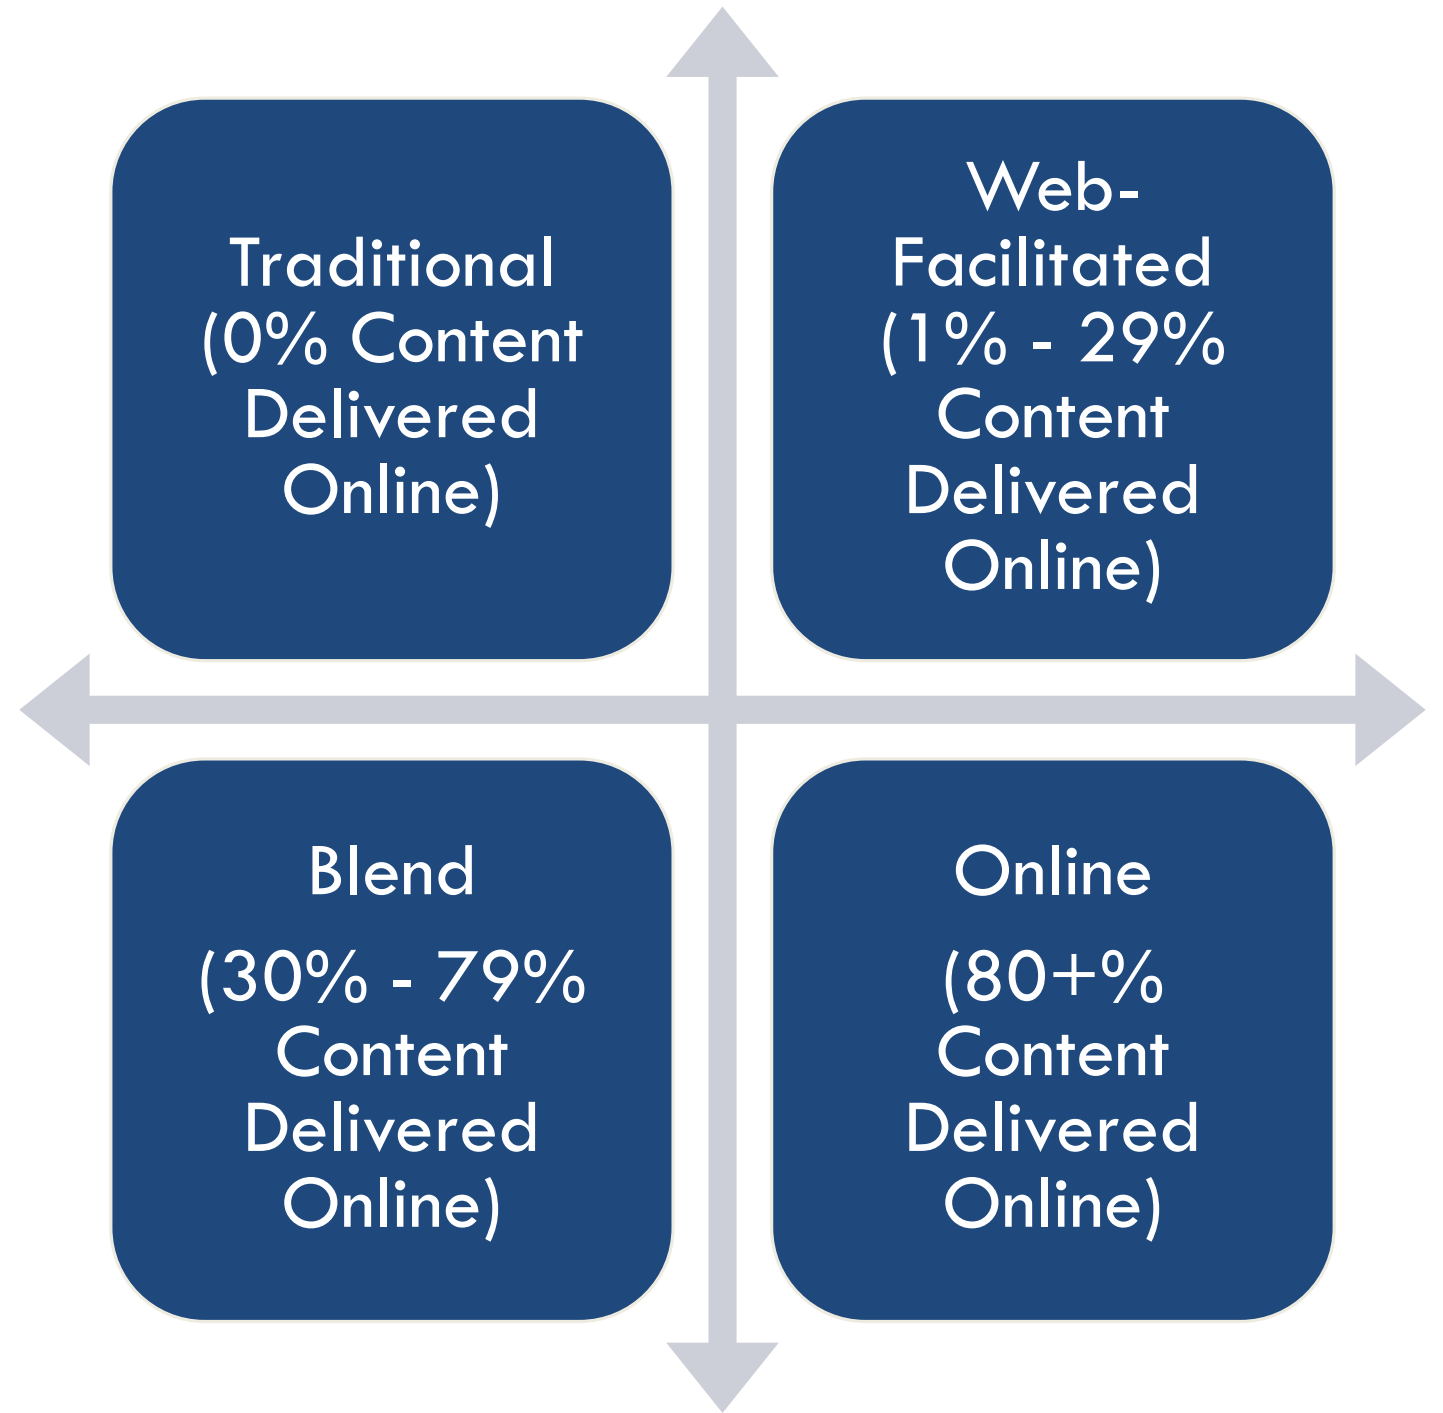 Traditional
(0% Content
Delivered
Online)
Web-
Facilitated
(1% - 29%
Content
Delivered
Online)
Blend
(30% - 79%
Content
Delivered
Online)
Online
(80+%
Content
Delivered
Online)